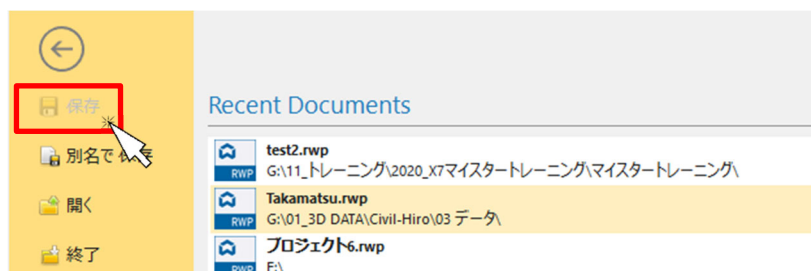 保存
別名で保存
開く
終了
Recent Documents
RWP
test2.rwp
G:\11_トレーニング\2020_X7マイスタートレーニング\マイスタートレーニング\
RWP
Takamatsu.rwp
G:\01_3D DATA\Civil-Hiro\03 データ\
RWP
プロジェクト6.rwp
F:\